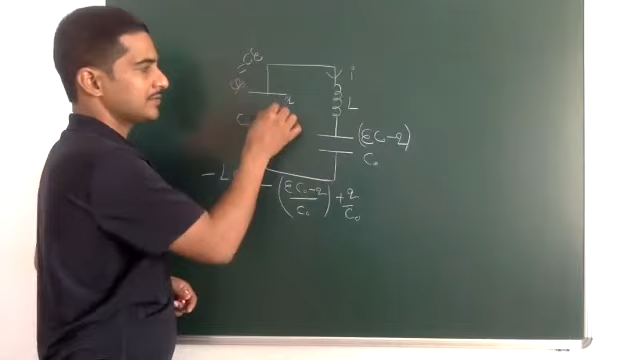 i
L
q
(εC₀-q)
C₀
- L
- (εC₀-q / C₀) + q/C₀